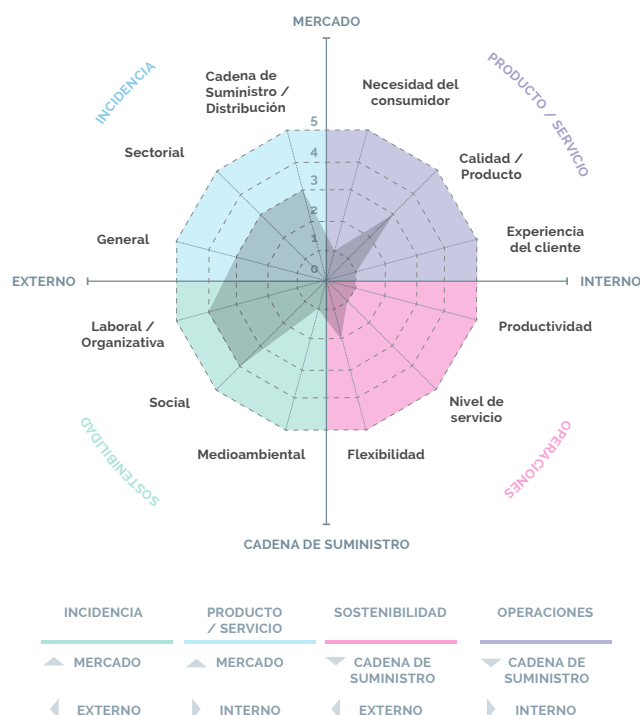 MERCADO
INCIDENCIA
PRODUCTO / SERVICIO
Cadena de
Suministro /
Distribución
Necesidad del
consumidor
Sectorial
Calidad /
Producto
General
Experiencia
del cliente
5
4
3
2
1
0
EXTERNO
INTERNO
Laboral /
Organizativa
Productividad
Social
Nivel de
servicio
Medioambiental
Flexibilidad
SOSTENIBILIDAD
OPERACIONES
CADENA DE SUMINISTRO
INCIDENCIA
MERCADO
EXTERNO
PRODUCTO
/ SERVICIO
MERCADO
INTERNO
SOSTENIBILIDAD
CADENA DE
SUMINISTRO
EXTERNO
OPERACIONES
CADENA DE
SUMINISTRO
INTERNO